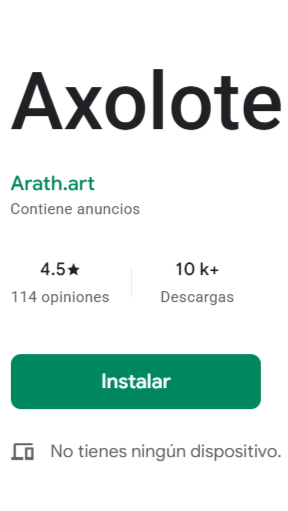 Axolote
Arath.art
Contiene anuncios
4.5★ 10 k+
114 opiniones Descargas
Instalar
No tienes ningún dispositivo.